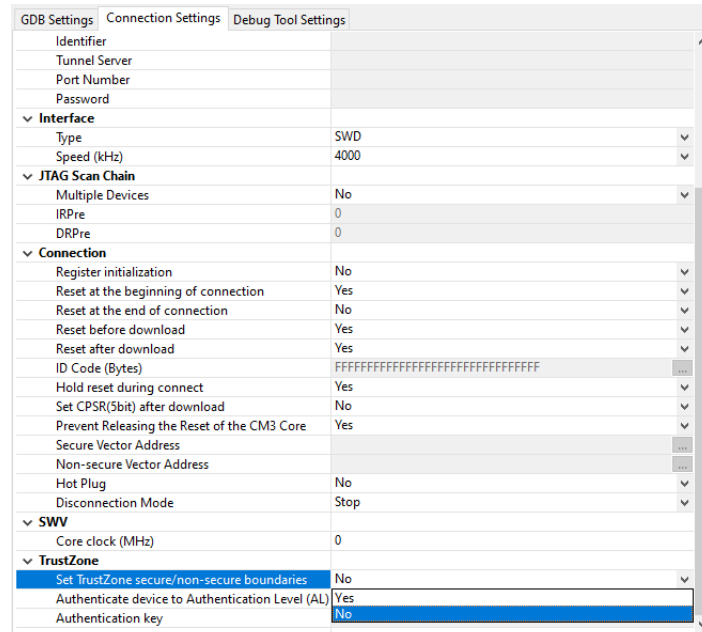 GDB Settings Connection Settings Debug Tool Settings
Identifier
Tunnel Server
Port Number
Password
Interface
Type SWD
Speed (kHz) 4000
JTAG Scan Chain
Multiple Devices No
IRPre 0
DRPre 0
Connection
Register initialization No
Reset at the beginning of connection Yes
Reset at the end of connection No
Reset before download Yes
Reset after download Yes
ID Code (Bytes) FFFFFFFFFFFFFFFFFFFFFFFFFFFFFFFF ...
Hold reset during connect Yes
Set CPSR(5bit) after download No
Prevent Releasing the Reset of the CM3 Core Yes
Secure Vector Address ...
Non-secure Vector Address ...
Hot Plug No
Disconnection Mode Stop
SWV
Core clock (MHz) 0
TrustZone
Set TrustZone secure/non-secure boundaries No
Authenticate device to Authentication Level (AL) Yes
Authentication key No